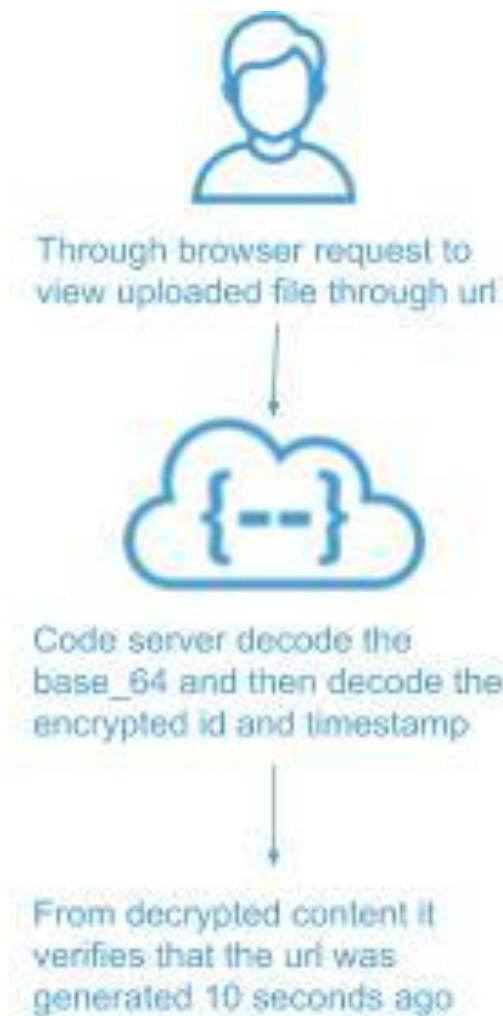 Through browser request to
view uploaded file through url
{--}
Code server decode the
base_64 and then decode the
encrypted id and timestamp
From decrypted content it
verifies that the url was
generated 10 seconds ago